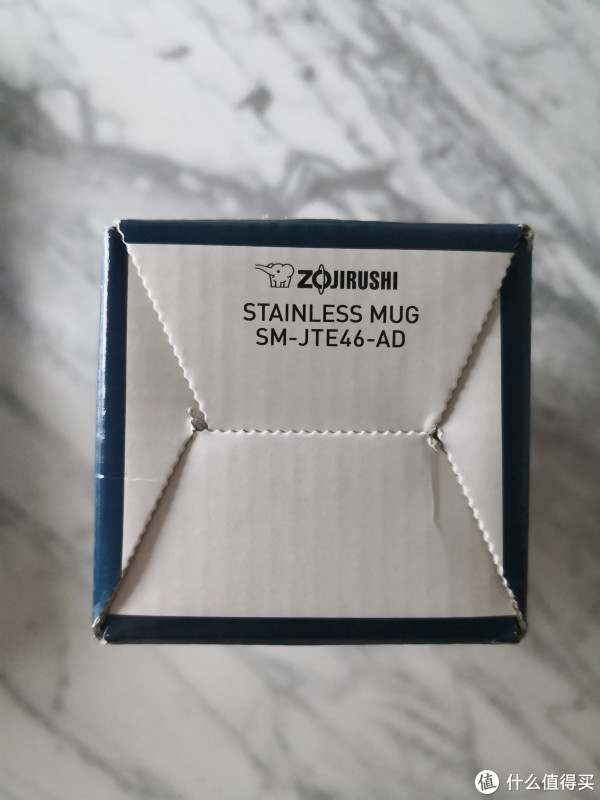 ZOJIRUSHI
STAINLESS MUG
SM-JTE46-AD
值 什么值得买